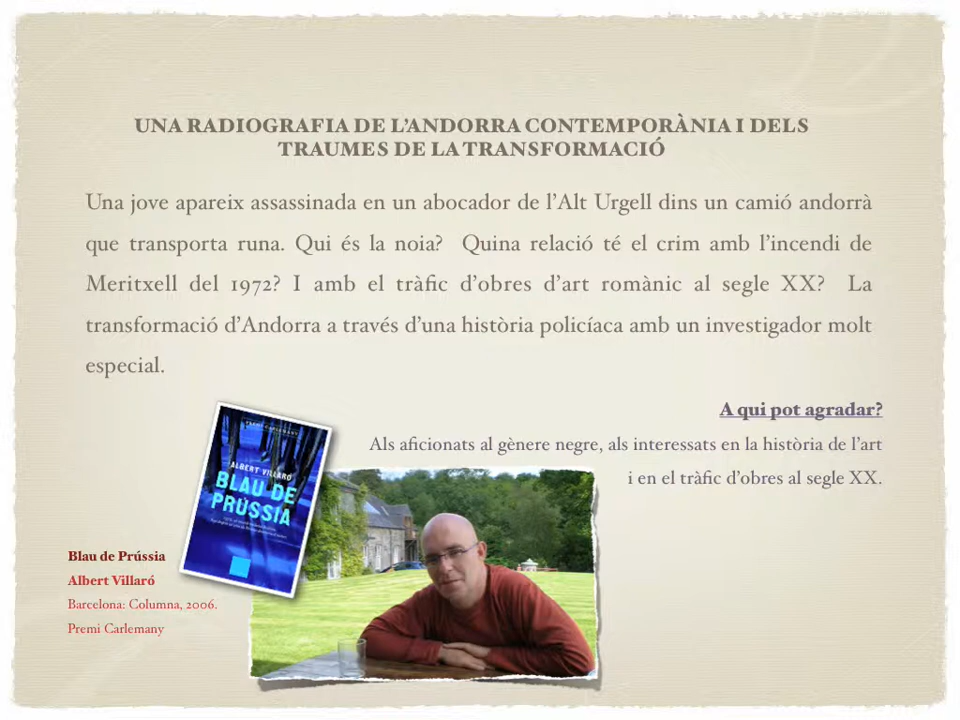 UNA RADIOGRAFIA DE L'ANDORRA CONTEMPORÀNIA I DELS
TRAUMES DE LA TRANSFORMACIÓ
Una jove apareix assassinada en un abocador de l'Alt Urgell dins un camió andorrà
que transporta runa. Qui és la noia? Quina relació té el crim amb l'incendi de
Meritxell del 1972? I amb el tràfic d'obres d'art romànic al segle XX? La
transformació d'Andorra a través d'una història policíaca amb un investigador molt
especial.
A qui pot agradar?
Als aficionats al gènere negre, als interessats en la història de l'art
i en el tràfic d'obres al segle XX.
PREMI CARLEMANY
ALBERT VILLARÓ
BLAU DE
PRÚSSIA
Blau de Prússia
Albert Villaró
Barcelona: Columna, 2006.
Premi Carlemany